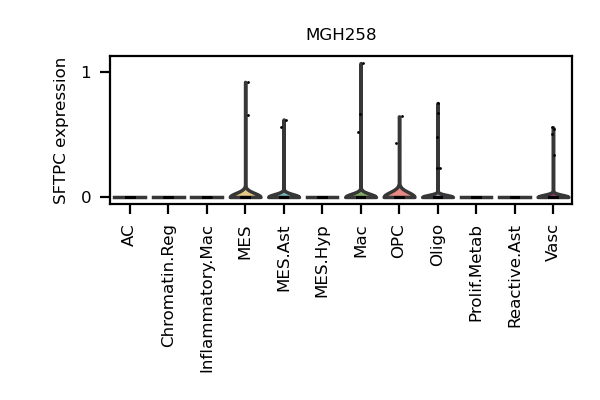 MGH258
SFTPC expression
1
0
AC
Chromatin.Reg
Inflammatory.Mac
MES
MES.Ast
MES.Hyp
Mac
OPC
Oligo
Prolif.Metab
Reactive.Ast
Vasc